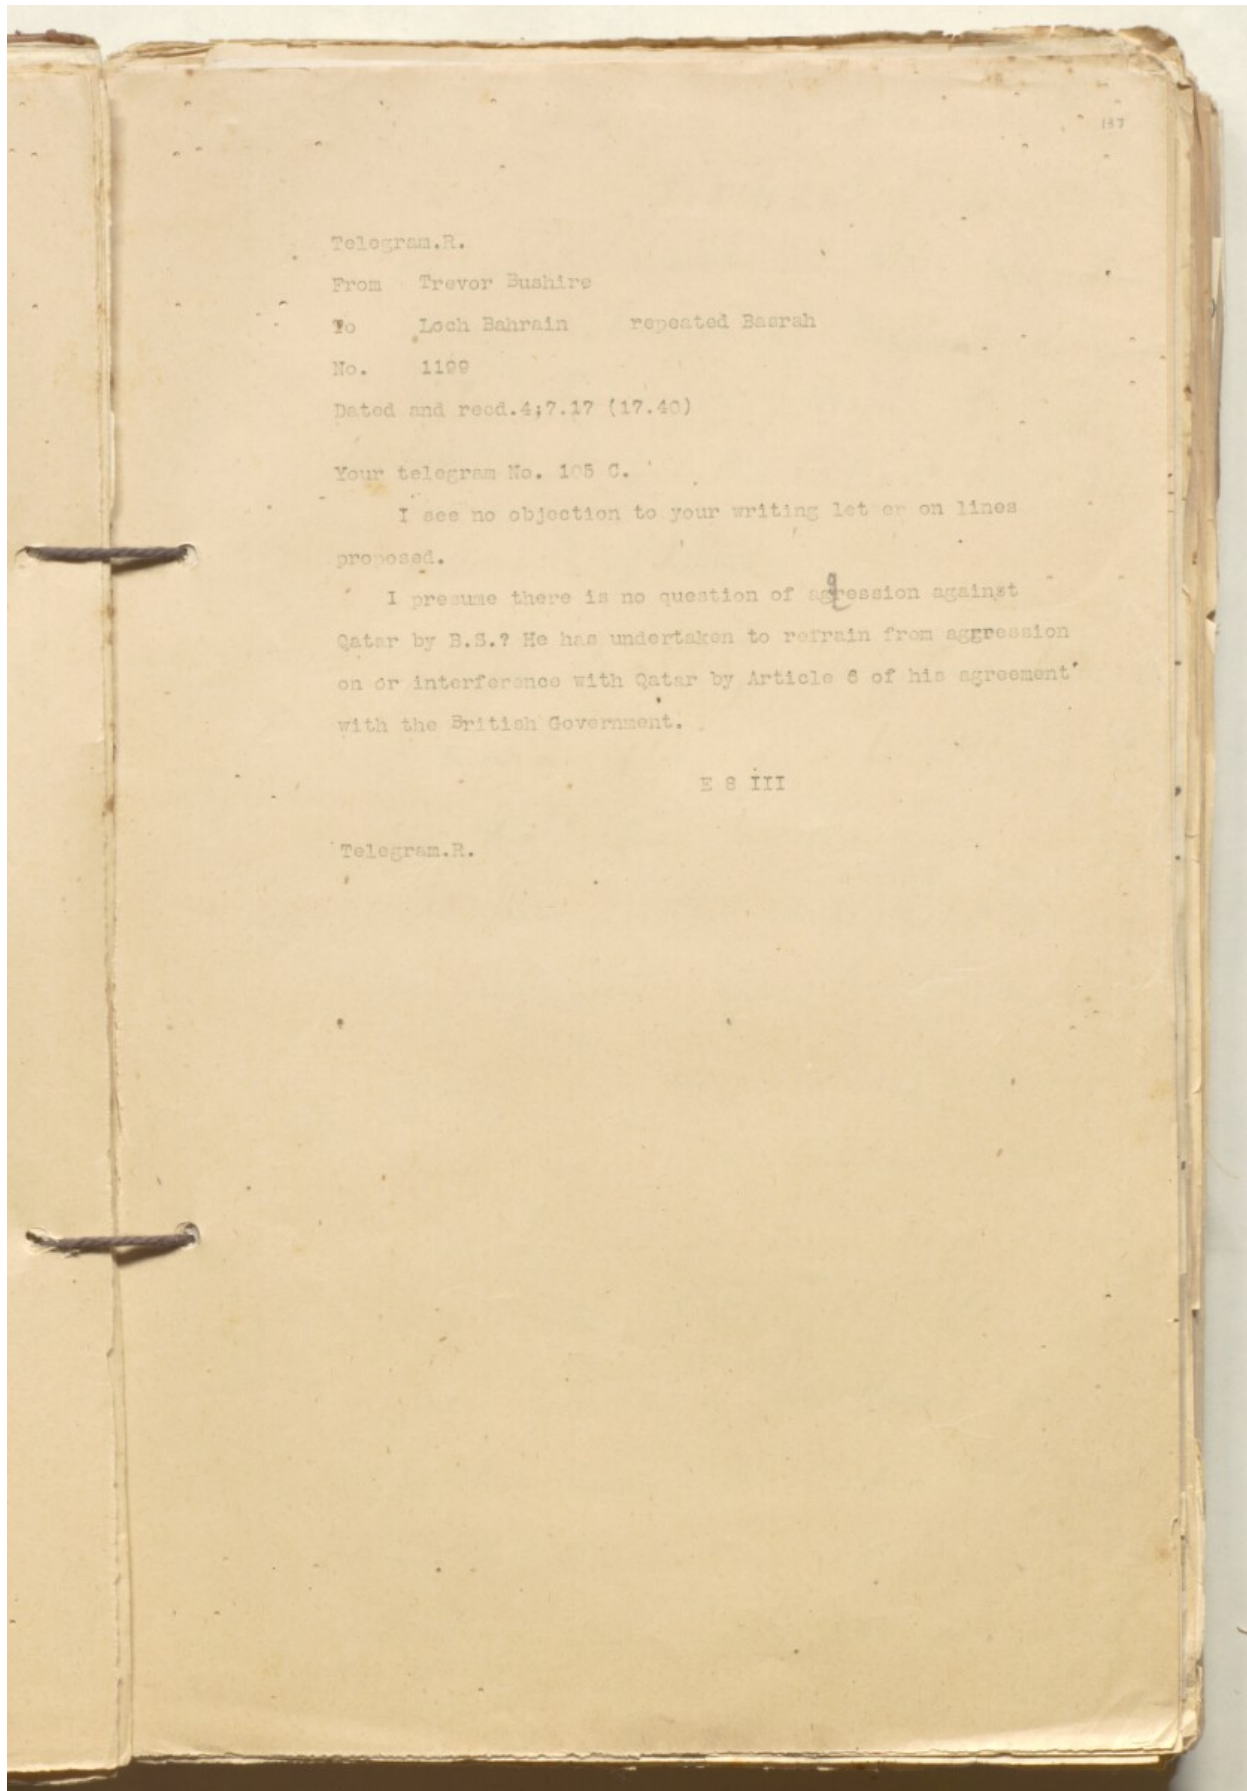 137
Telegram.R.
From Trevor Bushire
To Loch Bahrain repeated Basrah
No. 1199
Dated and recd.4;7.17 (17.40)
Your telegram No. 105 C.
I see no objection to your writing let er on lines
proposed.
I presume there is no question of aggression against
Qatar by B.S.? He has undertaken to refrain from aggression
on or interference with Qatar by Article 6 of his agreement
with the British Government.
E 8 III
Telegram.R.